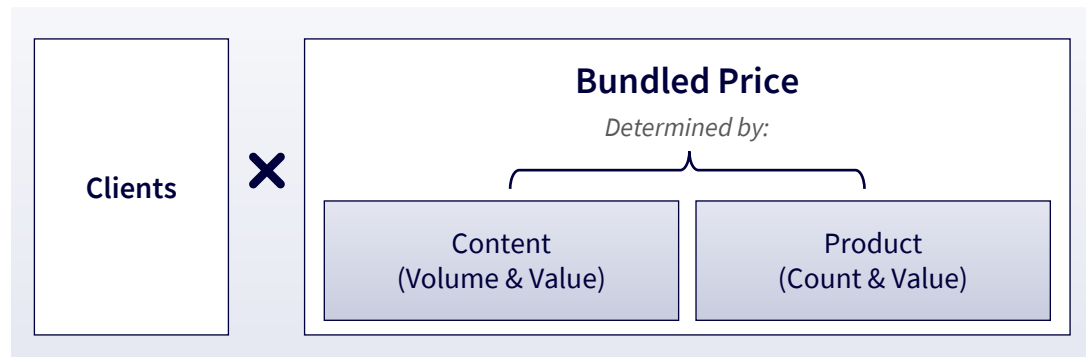 Clients
Bundled Price
Determined by:
Content
(Volume & Value)
Product
(Count & Value)